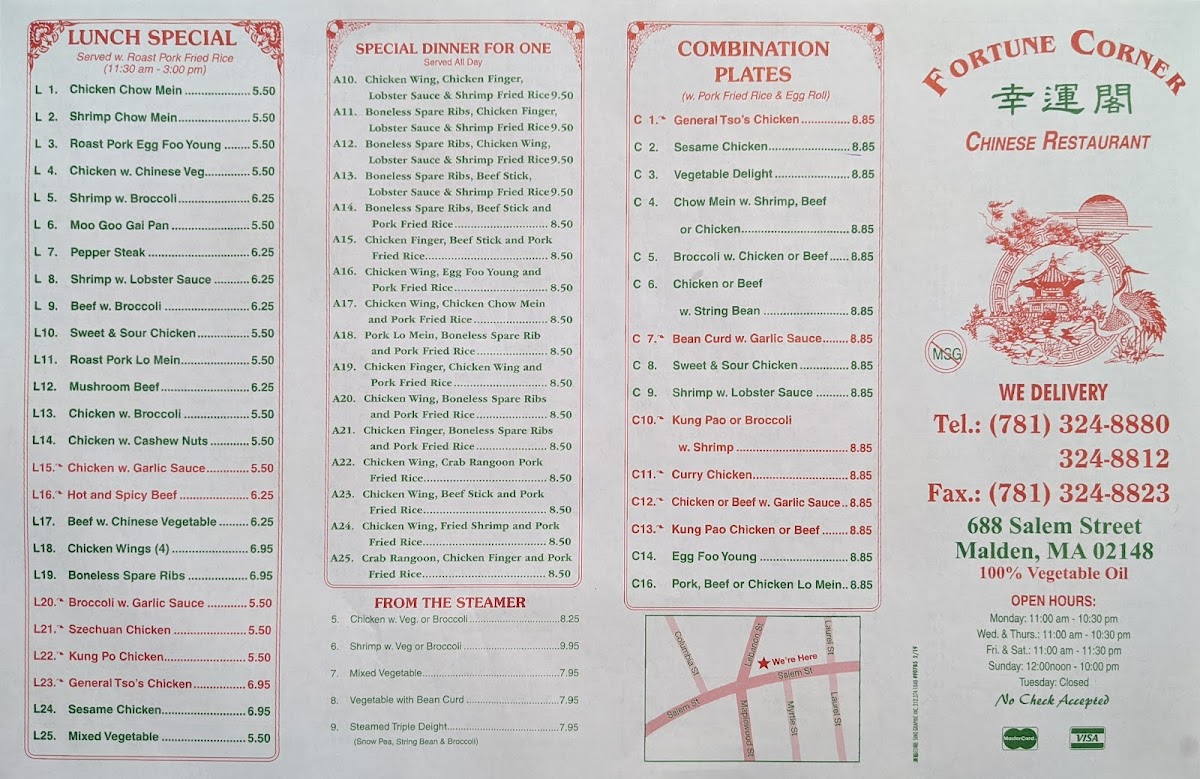 LUNCH SPECIAL
Served w. Roast Pork Fried Rice
(11:30 am - 3:00 pm)
L 1. Chicken Chow Mein 5.50
L 2. Shrimp Chow Mein 5.50
L 3. Roast Pork Egg Foo Young 5.50
L 4. Chicken w. Chinese Veg. 5.50
L 5. Shrimp w. Broccoli 6.25
L 6. Moo Goo Gai Pan 5.50
L 7. Pepper Steak 6.25
L 8. Shrimp w. Lobster Sauce 6.25
L 9. Beef w. Broccoli 6.25
L10. Sweet & Sour Chicken 5.50
L11. Roast Pork Lo Mein 5.50
L12. Mushroom Beef 6.25
L13. Chicken w. Broccoli 5.50
L14. Chicken w. Cashew Nuts 5.50
L15. Chicken w. Garlic Sauce 5.50
L16. Hot and Spicy Beef 6.25
L17. Beef w. Chinese Vegetable 6.25
L18. Chicken Wings (4) 6.95
L19. Boneless Spare Ribs 6.95
L20. Broccoli w. Garlic Sauce 5.50
L21. Szechuan Chicken 5.50
L22. Kung Po Chicken 5.50
L23. General Tso's Chicken 6.95
L24. Sesame Chicken 6.95
L25. Mixed Vegetable 5.50
SPECIAL DINNER FOR ONE
Served All Day
A10. Chicken Wing, Chicken Finger,
Lobster Sauce & Shrimp Fried Rice 9.50
A11. Boneless Spare Ribs, Chicken Finger,
Lobster Sauce & Shrimp Fried Rice 9.50
A12. Boneless Spare Ribs, Chicken Wing,
Lobster Sauce & Shrimp Fried Rice 9.50
A13. Boneless Spare Ribs, Beef Stick,
Lobster Sauce & Shrimp Fried Rice 9.50
A14. Boneless Spare Ribs, Beef Stick and
Pork Fried Rice 8.50
A15. Chicken Finger, Beef Stick and Pork
Fried Rice 8.50
A16. Chicken Wing, Egg Foo Young and
Pork Fried Rice 8.50
A17. Chicken Wing, Chicken Chow Mein
and Pork Fried Rice 8.50
A18. Pork Lo Mein, Boneless Spare Rib
and Pork Fried Rice 8.50
A19. Chicken Finger, Chicken Wing and
Pork Fried Rice 8.50
A20. Chicken Wing, Boneless Spare Ribs
and Pork Fried Rice 8.50
A21. Chicken Finger, Boneless Spare Ribs
and Pork Fried Rice 8.50
A22. Chicken Wing, Crab Rangoon Pork
Fried Rice 8.50
A23. Chicken Wing, Beef Stick and Pork
Fried Rice 8.50
A24. Chicken Wing, Fried Shrimp and Pork
Fried Rice 8.50
A25. Crab Rangoon, Chicken Finger and Pork
Fried Rice 8.50
FROM THE STEAMER
5. Chicken w. Veg. or Broccoli 8.25
6. Shrimp w. Veg or Broccoli 9.95
7. Mixed Vegetable 7.95
8. Vegetable with Bean Curd 7.95
9. Steamed Triple Deight 7.95
(Snow Pea, String Bean & Broccoli)
COMBINATION
PLATES
(w. Pork Fried Rice & Egg Roll)
C 1. General Tso's Chicken 8.85
C 2. Sesame Chicken 8.85
C 3. Vegetable Delight 8.85
C 4. Chow Mein w. Shrimp, Beef
or Chicken 8.85
C 5. Broccoli w. Chicken or Beef 8.85
C 6. Chicken or Beef
w. String Bean 8.85
C 7. Bean Curd w. Garlic Sauce 8.85
C 8. Sweet & Sour Chicken 8.85
C 9. Shrimp w. Lobster Sauce 8.85
C10. Kung Pao or Broccoli
w. Shrimp 8.85
C11. Curry Chicken 8.85
C12. Chicken or Beef w. Garlic Sauce 8.85
C13. Kung Pao Chicken or Beef 8.85
C14. Egg Foo Young 8.85
C16. Pork, Beef or Chicken Lo Mein 8.85
Columbia St
Lebanon St
Laurel St
We're Here
Salem St
Salem St
Maplewood St
Myrtle St
Laurel St
FORTUNE CORNER
幸運閣
CHINESE RESTAURANT
MSG
WE DELIVERY
Tel.: (781) 324-8880
324-8812
Fax.: (781) 324-8823
688 Salem Street
Malden, MA 02148
100% Vegetable Oil
OPEN HOURS:
Monday: 11:00 am - 10:30 pm
Wed. & Thurs.: 11:00 am - 10:30 pm
Fri. & Sat.: 11:00 am - 11:30 pm
Sunday: 12:00noon - 10:00 pm
Tuesday: Closed
No Check Accepted
MasterCard
VISA